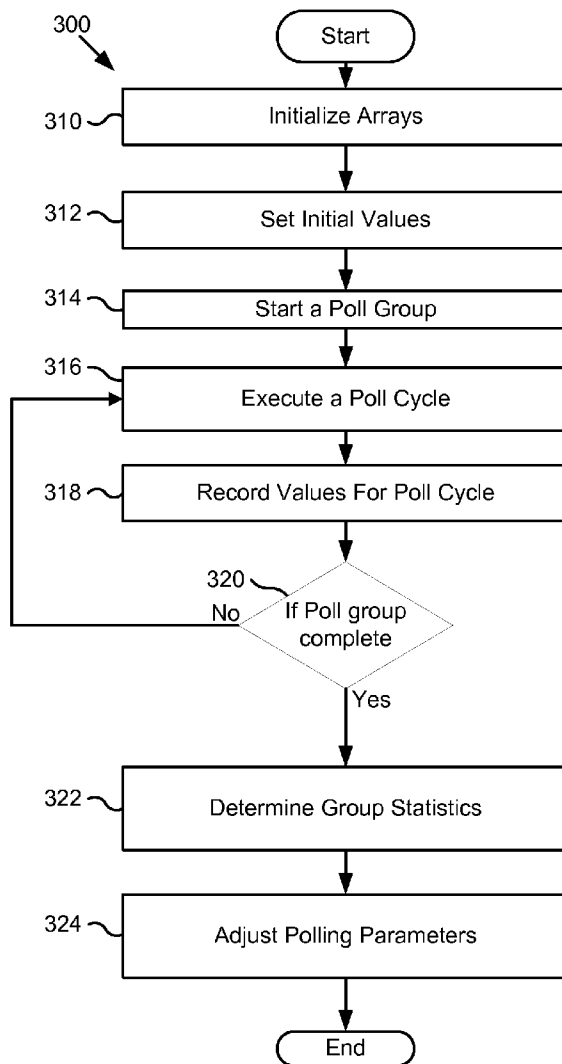 300
Start
310
Initialize Arrays
312
Set Initial Values
314
Start a Poll Group
316
Execute a Poll Cycle
318
Record Values For Poll Cycle
320
No
If Poll group
complete
Yes
322
Determine Group Statistics
324
Adjust Polling Parameters
End